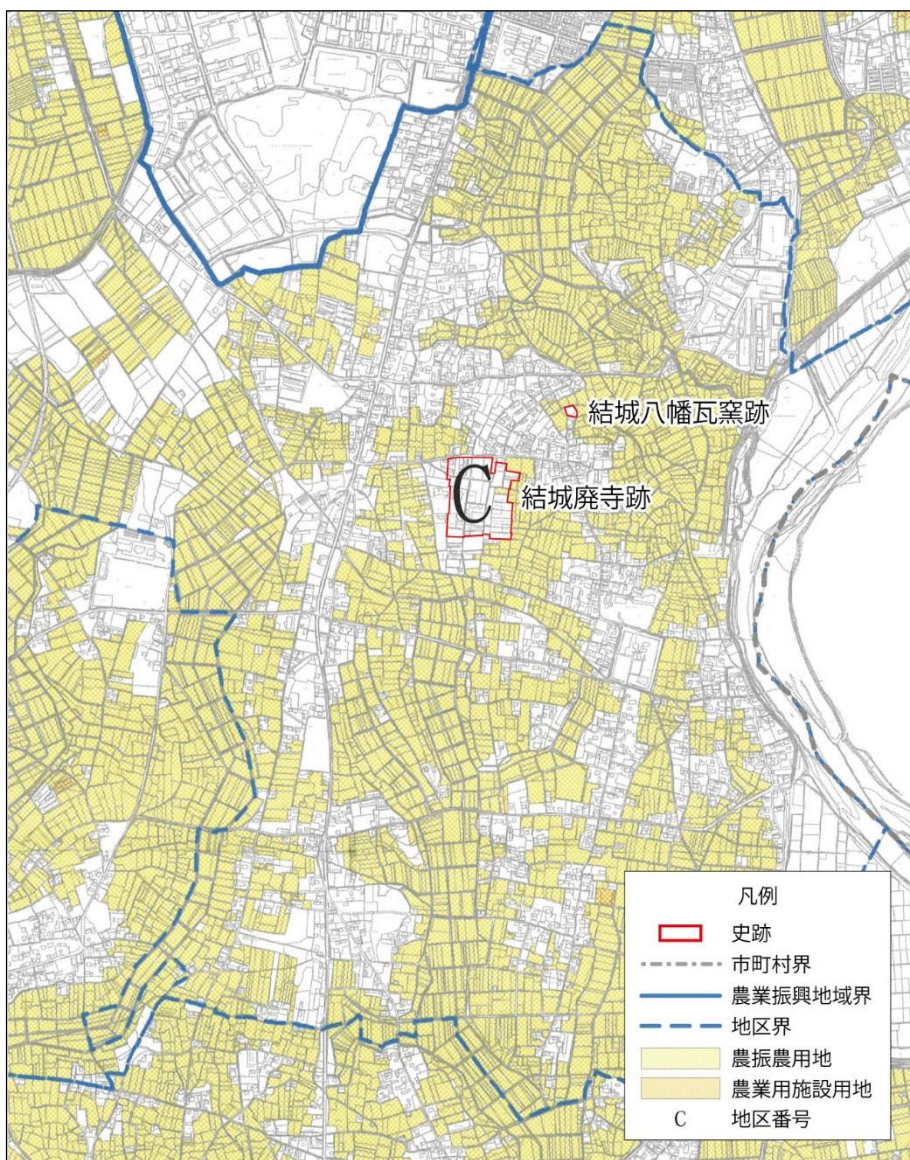 結城八幡瓦窯跡
C
結城廃寺跡
凡例
史跡
市町村界
農業振興地域界
地区界
農振農用地
農業用施設用地
C 地区番号